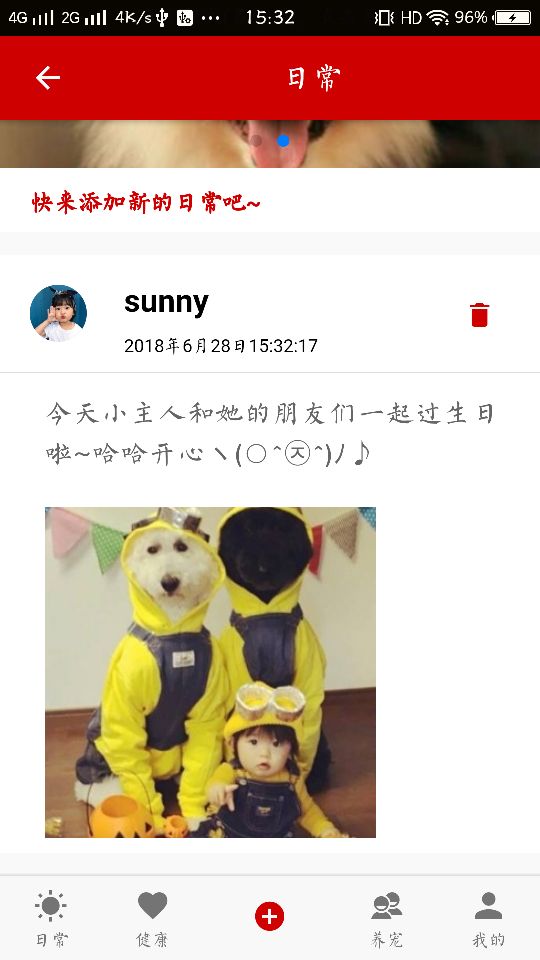 4G 2G 4K/s 15:32 HD 96%
日常
快来添加新的日常吧~
sunny
2018年6月28日15:32:17
今天小主人和她的朋友们一起过生日
啦~哈哈开心ヽ(○^㉨^)ﾉ♪
日常 健康 养宠 我的